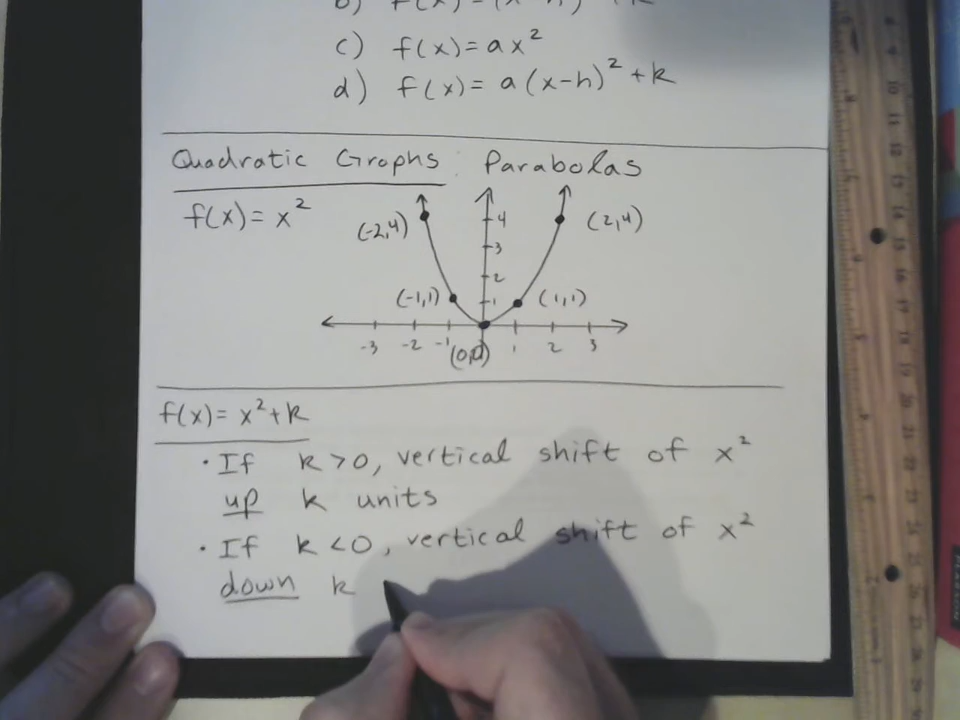 c) f(x) = ax²
d) f(x) = a(x-h)² + k
Quadratic Graphs : Parabolas
f(x) = x²
(-2,4) 4 (2,4)
3
2
(-1,1) 1 (1,1)
-3 -2 -1 (0,0) 1 2 3
f(x) = x² + k
· If k > 0, vertical shift of x²
up k units
· If k < 0, vertical shift of x²
down k